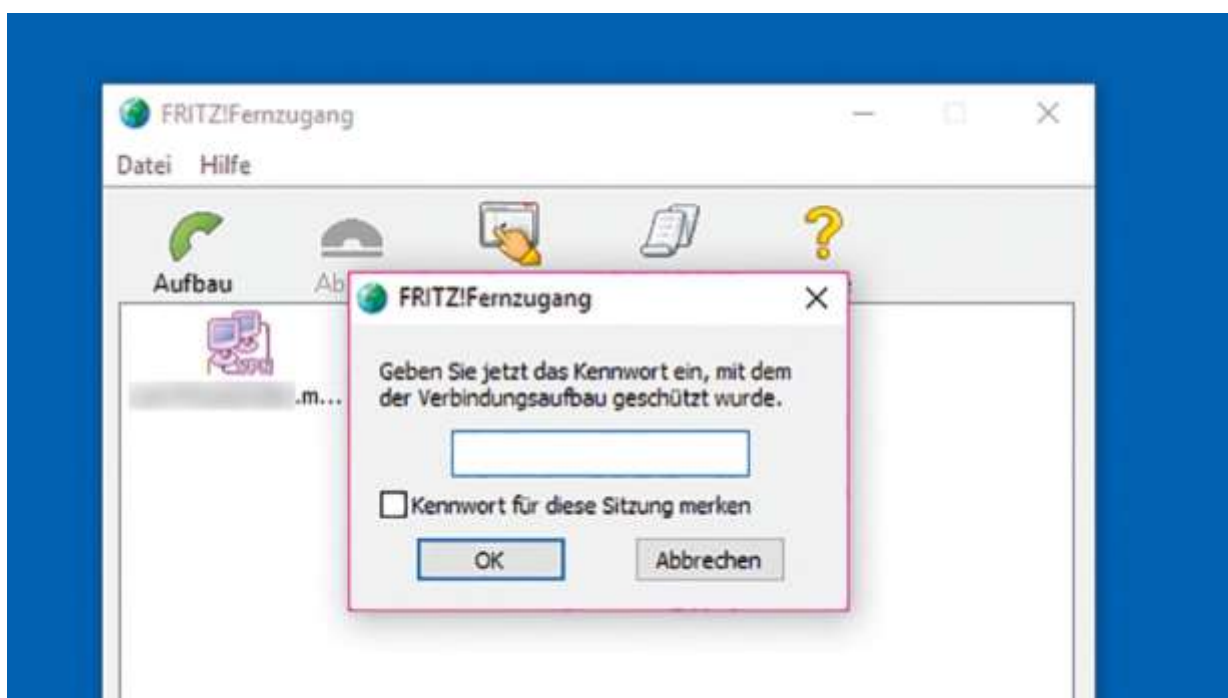 FRITZ!Fernzugang
Datei Hilfe
Aufbau
Ab
.m...
FRITZ!Fernzugang
Geben Sie jetzt das Kennwort ein, mit dem
der Verbindungsaufbau geschützt wurde.
Kennwort für diese Sitzung merken
OK Abbrechen